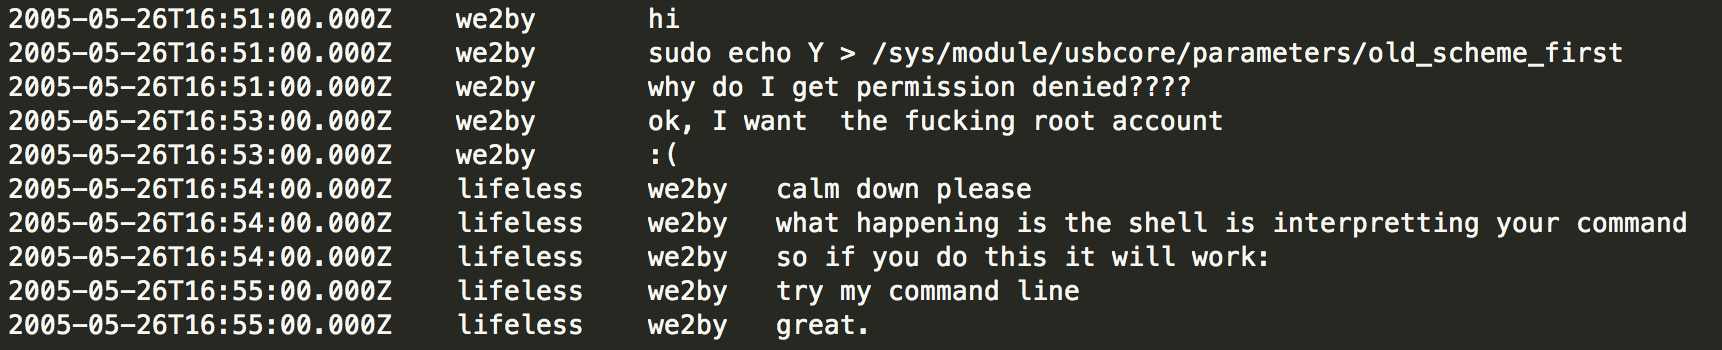 2005-05-26T16:51:00.000Z    we2by    hi
2005-05-26T16:51:00.000Z    we2by    sudo echo Y > /sys/module/usbcore/parameters/old_scheme_first
2005-05-26T16:51:00.000Z    we2by    why do I get permission denied????
2005-05-26T16:53:00.000Z    we2by    ok, I want  the fucking root account
2005-05-26T16:53:00.000Z    we2by    :(
2005-05-26T16:54:00.000Z    lifeless    we2by    calm down please
2005-05-26T16:54:00.000Z    lifeless    we2by    what happening is the shell is interpretting your command
2005-05-26T16:54:00.000Z    lifeless    we2by    so if you do this it will work:
2005-05-26T16:55:00.000Z    lifeless    we2by    try my command line
2005-05-26T16:55:00.000Z    lifeless    we2by    great.